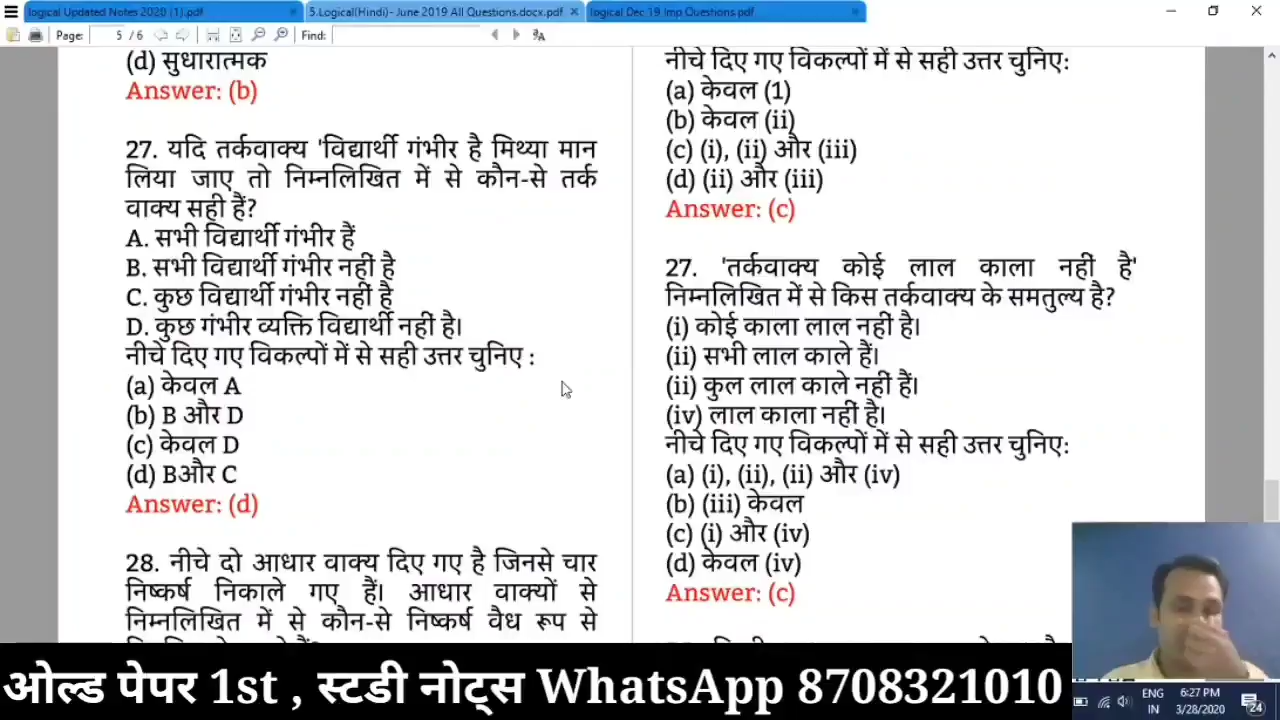 logical Updated Notes 2020 (1).pdf
5.Logical(Hindi)- June 2019 All Questions.docx.pdf
logical Dec 19 Imp Questions pdf
Page: 5 / 6
Find:
(d) सुधारात्मक
Answer: (b)
27. यदि तर्कवाक्य 'विद्यार्थी गंभीर है मिथ्या मान
लिया जाए तो निम्नलिखित में से कौन-से तर्क
वाक्य सही हैं?
A. सभी विद्यार्थी गंभीर हैं
B. सभी विद्यार्थी गंभीर नहीं है
C. कुछ विद्यार्थी गंभीर नहीं है
D. कुछ गंभीर व्यक्ति विद्यार्थी नहीं है।
नीचे दिए गए विकल्पों में से सही उत्तर चुनिए :
(a) केवल A
(b) B और D
(c) केवल D
(d) Bऔर C
Answer: (d)
28. नीचे दो आधार वाक्य दिए गए है जिनसे चार
निष्कर्ष निकाले गए हैं। आधार वाक्यों से
निम्नलिखित में से कौन-से निष्कर्ष वैध रूप से
नीचे दिए गए विकल्पों में से सही उत्तर चुनिए:
(a) केवल (1)
(b) केवल (ii)
(c) (i), (ii) और (iii)
(d) (ii) और (iii)
Answer: (c)
27. 'तर्कवाक्य कोई लाल काला नहीं है'
निम्नलिखित में से किस तर्कवाक्य के समतुल्य है?
(i) कोई काला लाल नहीं है।
(ii) सभी लाल काले हैं।
(ii) कुल लाल काले नहीं हैं।
(iv) लाल काला नहीं है।
नीचे दिए गए विकल्पों में से सही उत्तर चुनिए:
(a) (i), (ii), (ii) और (iv)
(b) (iii) केवल
(c) (i) और (iv)
(d) केवल (iv)
Answer: (c)
ओल्ड पेपर 1st , स्टडी नोट्स WhatsApp 8708321010
ENG
IN
6:27 PM
3/28/2020
24